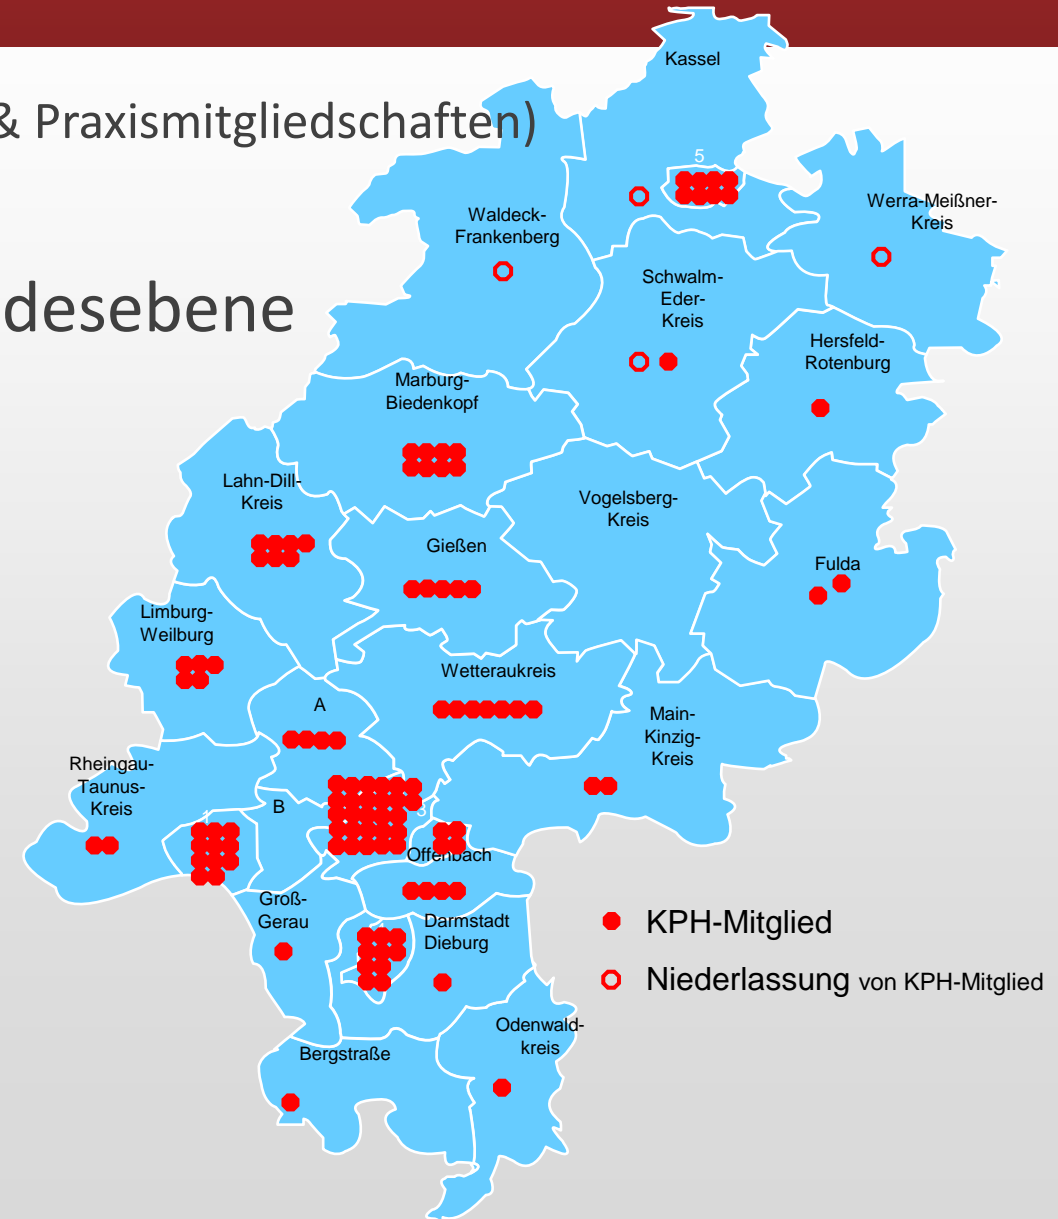 Kassel
& Praxismitgliedschaften)
5
Werra-Meißner-
Kreis
Waldeck-
Frankenberg
desebene
Schwalm-
Eder-
Kreis
Hersfeld-
Rotenburg
Marburg-
Biedenkopf
Lahn-Dill-
Kreis
Vogelsberg-
Kreis
Gießen
Fulda
Limburg-
Weilburg
Wetteraukreis
A
Main-
Kinzig-
Kreis
Rheingau-
Taunus-
Kreis
B
Offenbach
Groß-
Gerau
Darmstadt
Dieburg
KPH-Mitglied
Niederlassung von KPH-Mitglied
Odenwald-
kreis
Bergstraße